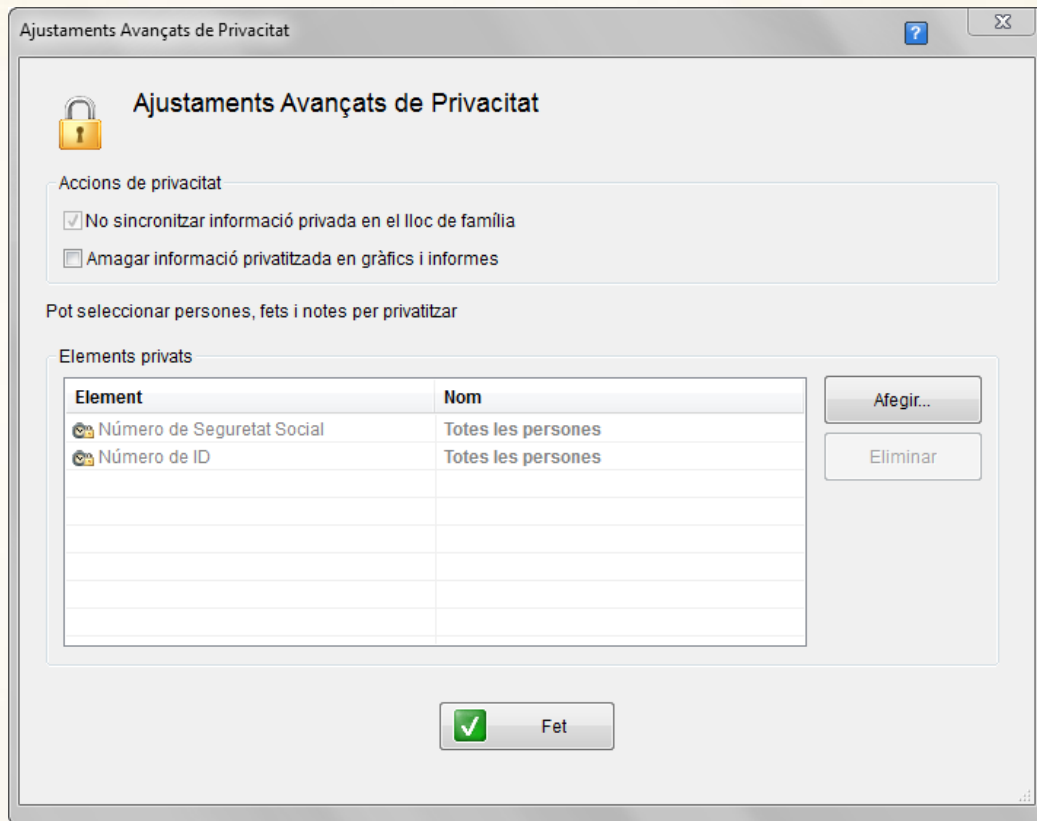 Ajustaments Avançats de Privacitat
Ajustaments Avançats de Privacitat
Accions de privacitat
No sincronitzar informació privada en el lloc de família
Amagar informació privatitzada en gràfics i informes
Pot seleccionar persones, fets i notes per privatitzar
Elements privats
Element Nom
Número de Seguretat Social Totes les persones
Número de ID Totes les persones
Afegir...
Eliminar
Fet